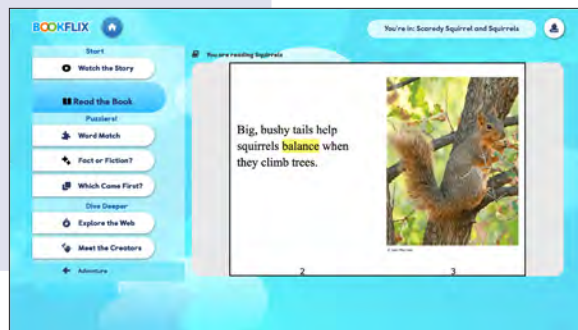 BOOKFLIX
You're in: Scaredy Squirrel and Squirrels
Start
Watch the Story
Read the Book
Puzzlers!
Word Match
Fact or Fiction?
Which Came First?
Dive Deeper
Explore the Web
Meet the Creators
Adventure
You are reading Squirrels
Big, bushy tails help
squirrels balance when
they climb trees.
2
3